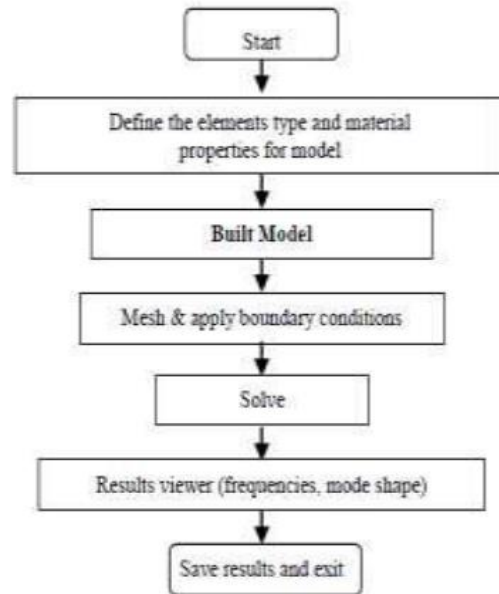 Start
Define the elements type and material
properties for model
Built Model
Mesh & apply boundary conditions
Solve
Results viewer (frequencies, mode shape)
Save results and exit